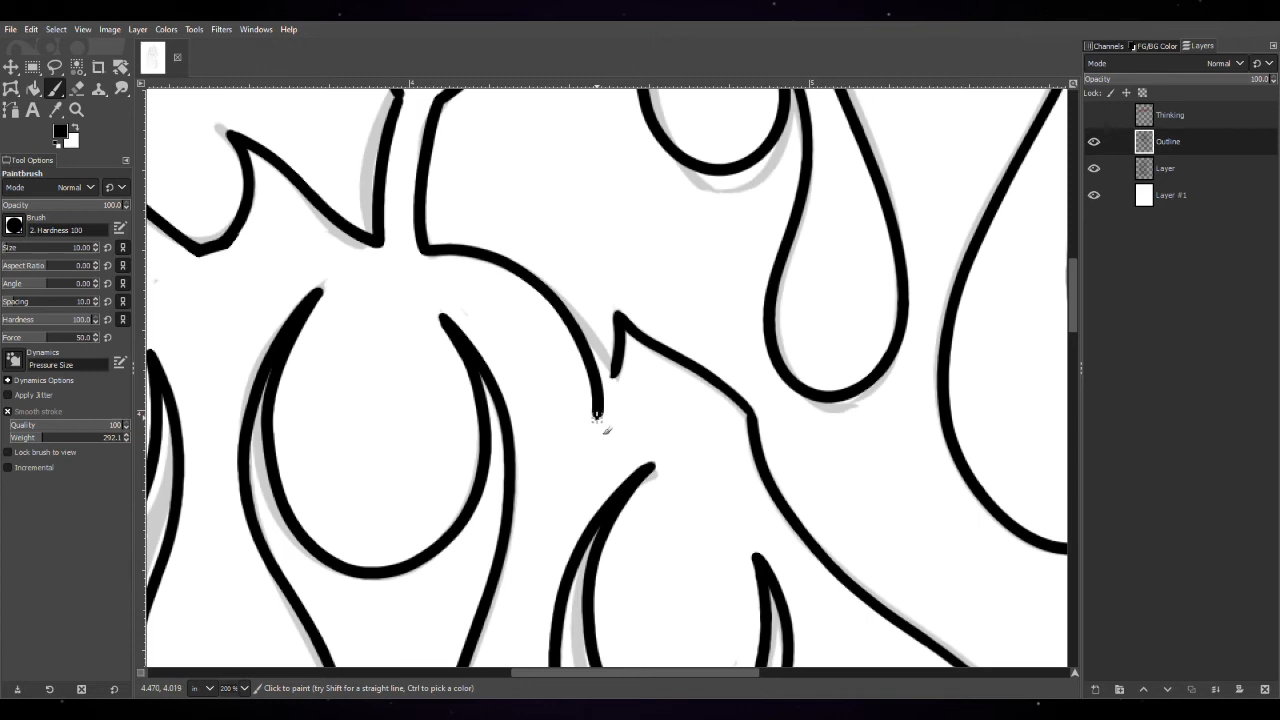 File Edit Select View Image Layer Colors Tools Filters Windows Help
Channels FG/BG Color Layers
Mode Normal
Opacity 100.0
Lock:
Thinking
Outline
Layer
Layer #1
Tool Options
Paintbrush
Mode Normal
Opacity 100.0
Brush
2. Hardness 100
Size 10.00
Aspect Ratio 0.00
Angle 0.00
Spacing 10.0
Hardness 100.0
Force 50.0
Dynamics
Pressure Size
Dynamics Options
Apply Jitter
Smooth stroke
Quality 100
Weight 292.1
Lock brush to view
Incremental
4 5
4.470, 4.019 in 200 % Click to paint (try Shift for a straight line, Ctrl to pick a color)